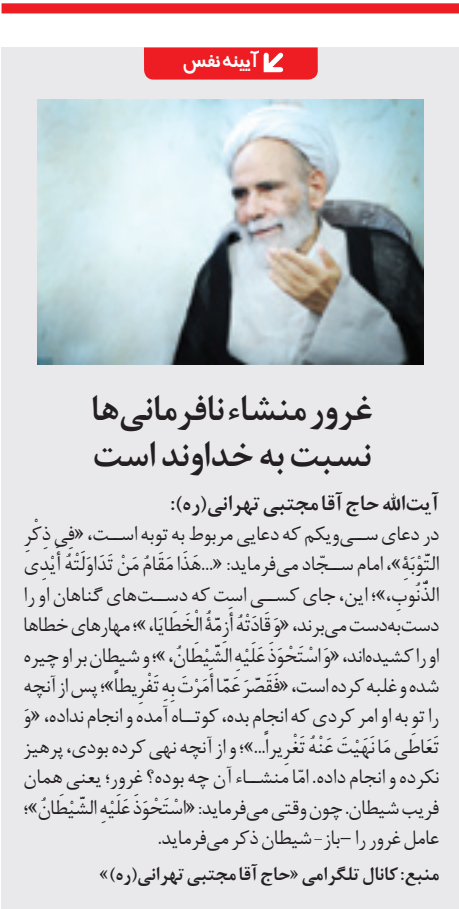 آیینه نفس
غرور منشاء نافرمانی‌ها
نسبت به خداوند است
آیت‌الله حاج آقا مجتبی تهرانی(ره):
در دعای سی‌ویکم که دعایی مربوط به توبه است، «فِی ذِکْرِ
التَّوْبَةِ»، امام سجّاد می‌فرماید: «...هَذَا مَقَامُ مَنْ تَدَاوَلَتْهُ أَیْدِی
الذُّنُوبِ،»؛ این، جای کسی است که دست‌های گناهان او را
دست‌به‌دست می‌برند، «وَ قَادَتْهُ أَزِمَّةُ الْخَطَایَا، »؛ مهارهای خطاها
او را کشیده‌اند، «وَ اسْتَحْوَذَ عَلَیْهِ الشَّیْطَانُ، »؛ و شیطان بر او چیره
شده و غلبه کرده است، «فَقَصَّرَ عَمَّا أَمَرْتَ بِهِ تَفْرِیطاً»؛ پس از آنچه
را تو به او امر کردی که انجام بده، کوتاه آمده و انجام نداده، «وَ
تَعَاطَی مَا نَهَیْتَ عَنْهُ تَغْرِیراً...»؛ و از آنچه نهی کرده بودی، پرهیز
نکرده و انجام داده. امّا منشاء آن چه بوده؟ غرور؛ یعنی همان
فریب شیطان. چون وقتی می‌فرماید: «اسْتَحْوَذَ عَلَیْهِ الشَّیْطَانُ»؛
عامل غرور را –باز- شیطان ذکر می‌فرماید.
منبع: کانال تلگرامی «حاج آقا مجتبی تهرانی(ره)»